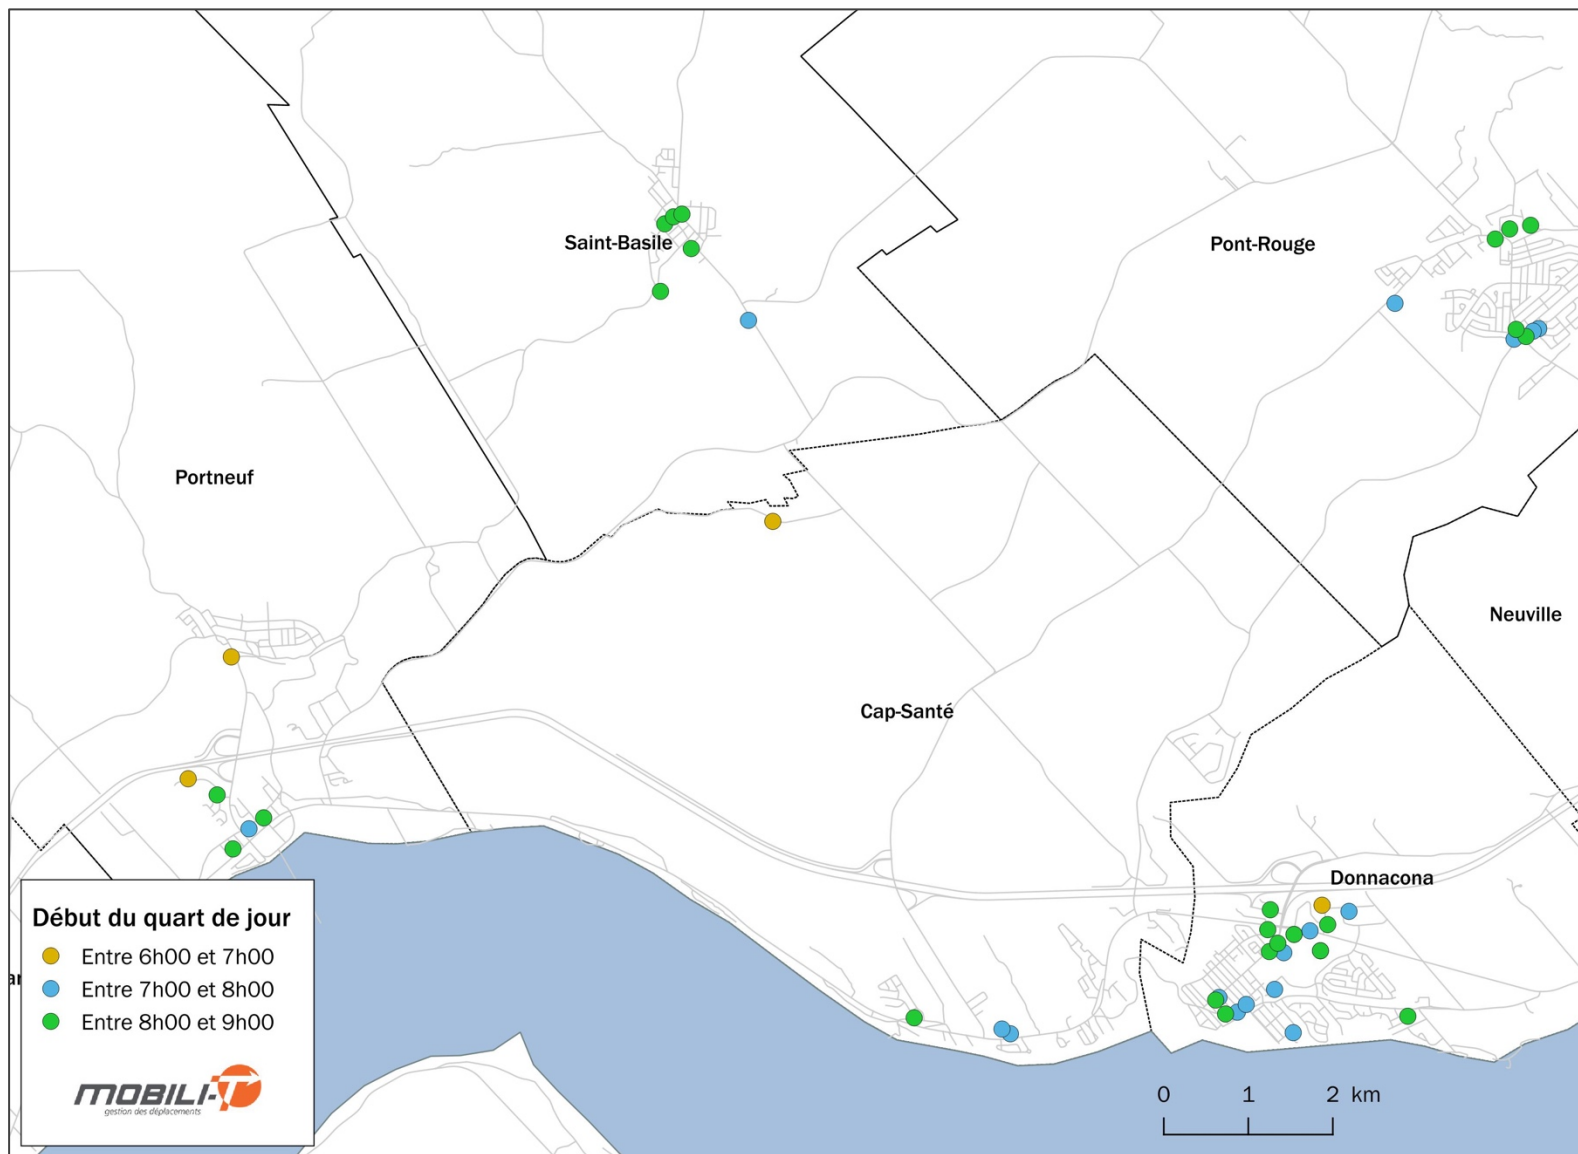 Saint-Basile
Pont-Rouge
Portneuf
Neuville
Cap-Santé
Donnacona
Début du quart de jour
Entre 6h00 et 7h00
Entre 7h00 et 8h00
Entre 8h00 et 9h00
MOBILI-T
gestion des déplacements
0 1 2 km